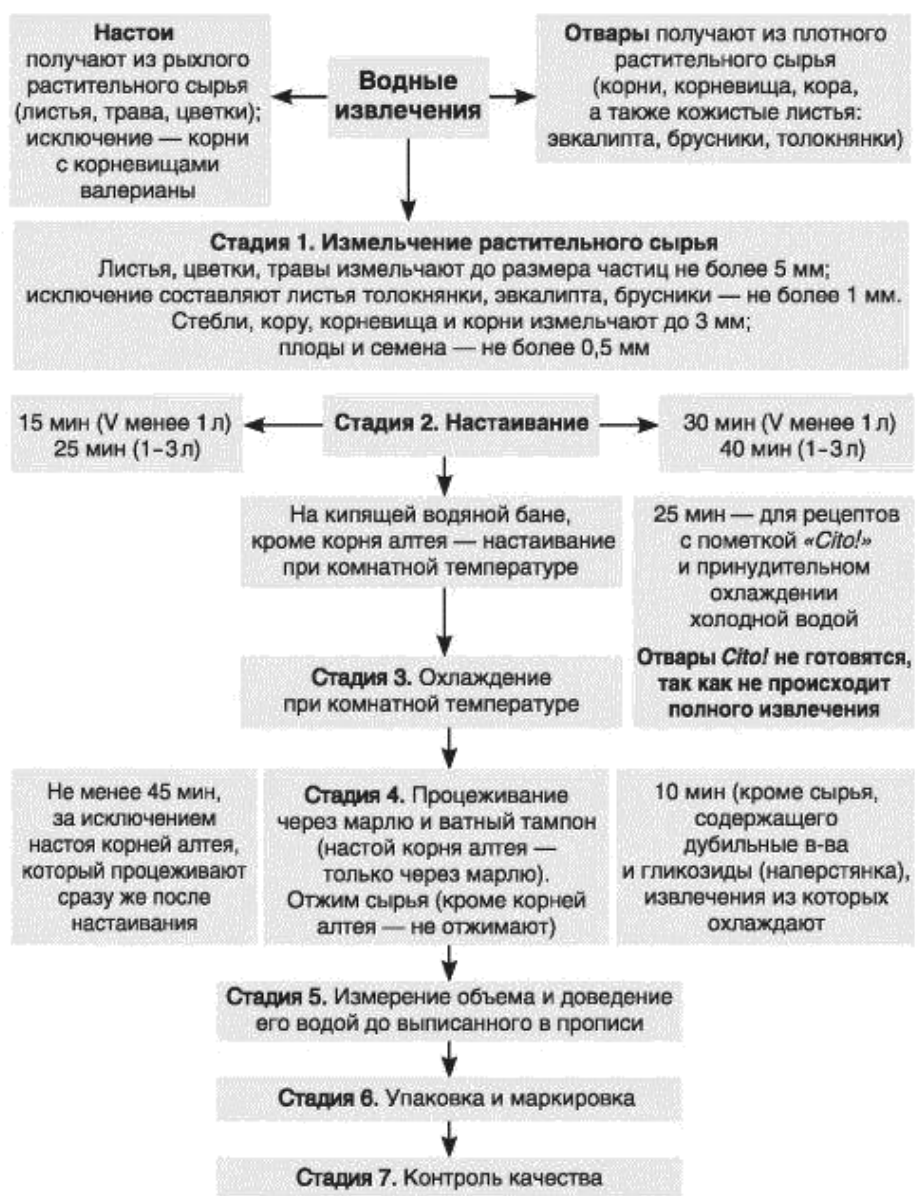 Настои
получают из рыхлого
растительного сырья
(листья, трава, цветки);
исключение — корни
с корневищами
валерианы
Водные
извлечения
Отвары получают из плотного
растительного сырья
(корни, корневища, кора,
а также кожистые листья:
эвкалипта, брусники, толокнянки)
Стадия 1. Измельчение растительного сырья
Листья, цветки, травы измельчают до размера частиц не более 5 мм;
исключение составляют листья толокнянки, эвкалипта, брусники — не более 1 мм.
Стебли, кору, корневища и корни измельчают до 3 мм;
плоды и семена — не более 0,5 мм
15 мин (V менее 1 л)
25 мин (1–3 л)
Стадия 2. Настаивание
30 мин (V менее 1 л)
40 мин (1–3 л)
На кипящей водяной бане,
кроме корня алтея — настаивание
при комнатной температуре
25 мин — для рецептов
с пометкой «Cito!»
и принудительном
охлаждении
холодной водой
Отвары Cito! не готовятся,
так как не происходит
полного извлечения
Стадия 3. Охлаждение
при комнатной температуре
Не менее 45 мин,
за исключением
настоя корней алтея,
который процеживают
сразу же после
настаивания
Стадия 4. Процеживание
через марлю и ватный тампон
(настой корня алтея —
только через марлю).
Отжим сырья (кроме корней
алтея — не отжимают)
10 мин (кроме сырья,
содержащего
дубильные в-ва
и гликозиды (наперстянка),
извлечения из которых
охлаждают
Стадия 5. Измерение объема и доведение
его водой до выписанного в прописи
Стадия 6. Упаковка и маркировка
Стадия 7. Контроль качества